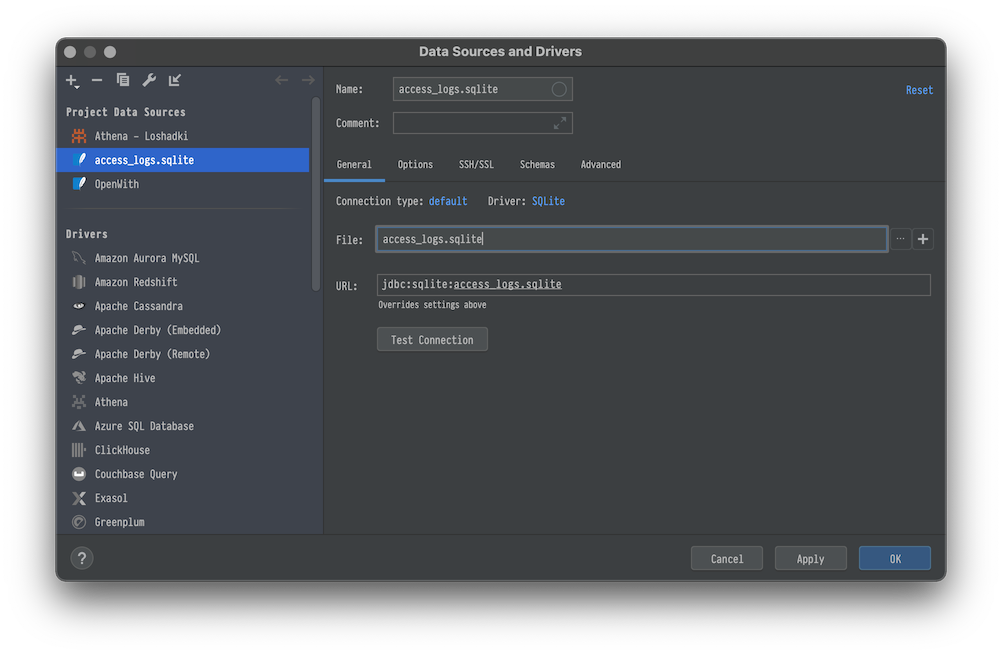 Data Sources and Drivers
Project Data Sources
Athena - Loshadki
access_logs.sqlite
OpenWith
Drivers
Amazon Aurora MySQL
Amazon Redshift
Apache Cassandra
Apache Derby (Embedded)
Apache Derby (Remote)
Apache Hive
Athena
Azure SQL Database
ClickHouse
Couchbase Query
Exasol
Greenplum
?
Name: access_logs.sqlite
Reset
Comment:
General Options SSH/SSL Schemas Advanced
Connection type: default Driver: SQLite
File: access_logs.sqlite ...
URL: jdbc:sqlite:access_logs.sqlite
Overrides settings above
Test Connection
Cancel Apply OK